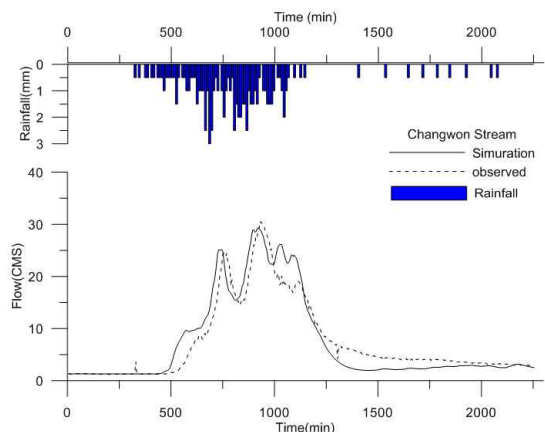 Time (min)
0 500 1000 1500 2000
Rainfall(mm)
0
1
2
3
Changwon Stream
Simuration
observed
Rainfall
Flow(CMS)
40
30
20
10
0
0 500 1000 1500 2000
Time(min)